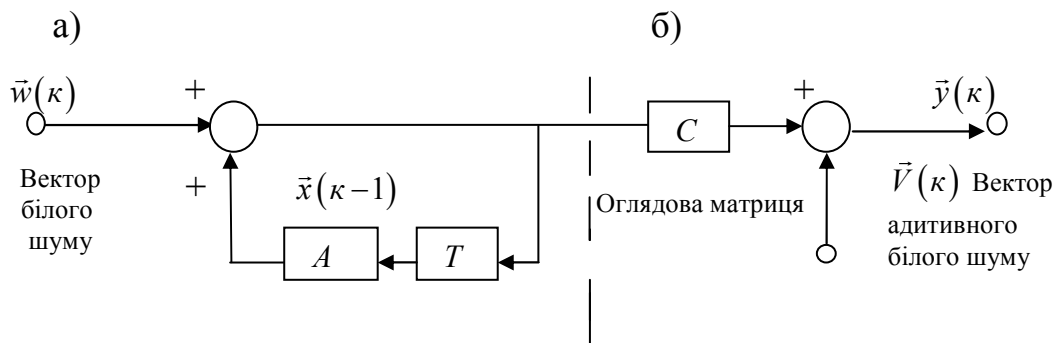 а)
б)
w⃗(κ)
+
+
y⃗(κ)
C
+
Вектор
білого
шуму
x⃗(κ−1)
A
T
Оглядова матриця
V⃗(κ) Вектор
адитивного
білого шуму